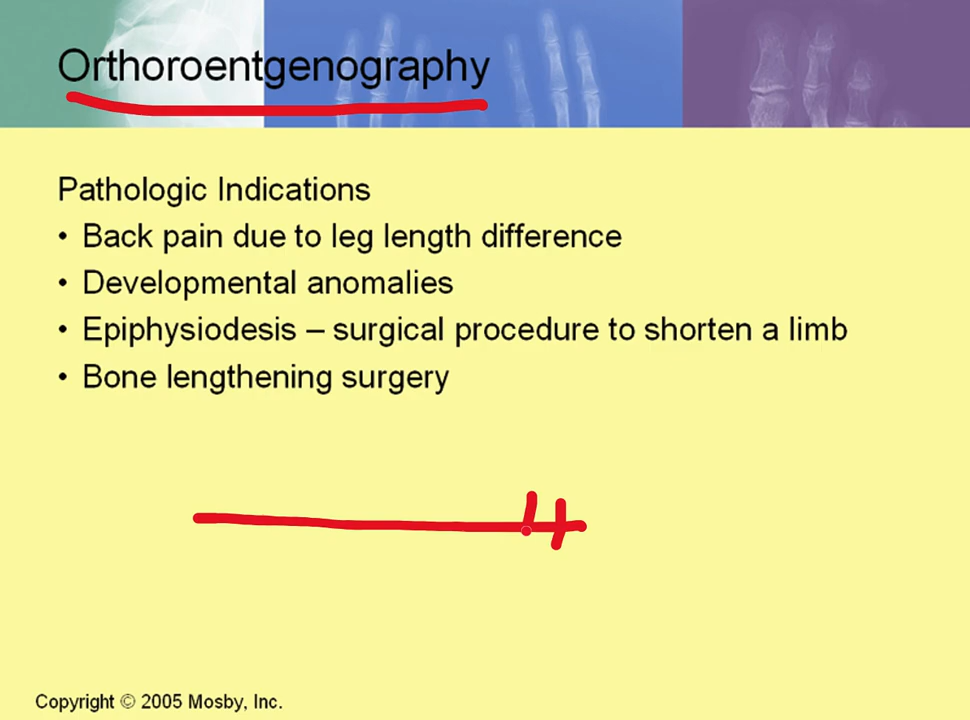 Orthoroentgenography
Pathologic Indications
• Back pain due to leg length difference
• Developmental anomalies
• Epiphysiodesis – surgical procedure to shorten a limb
• Bone lengthening surgery
Copyright © 2005 Mosby, Inc.